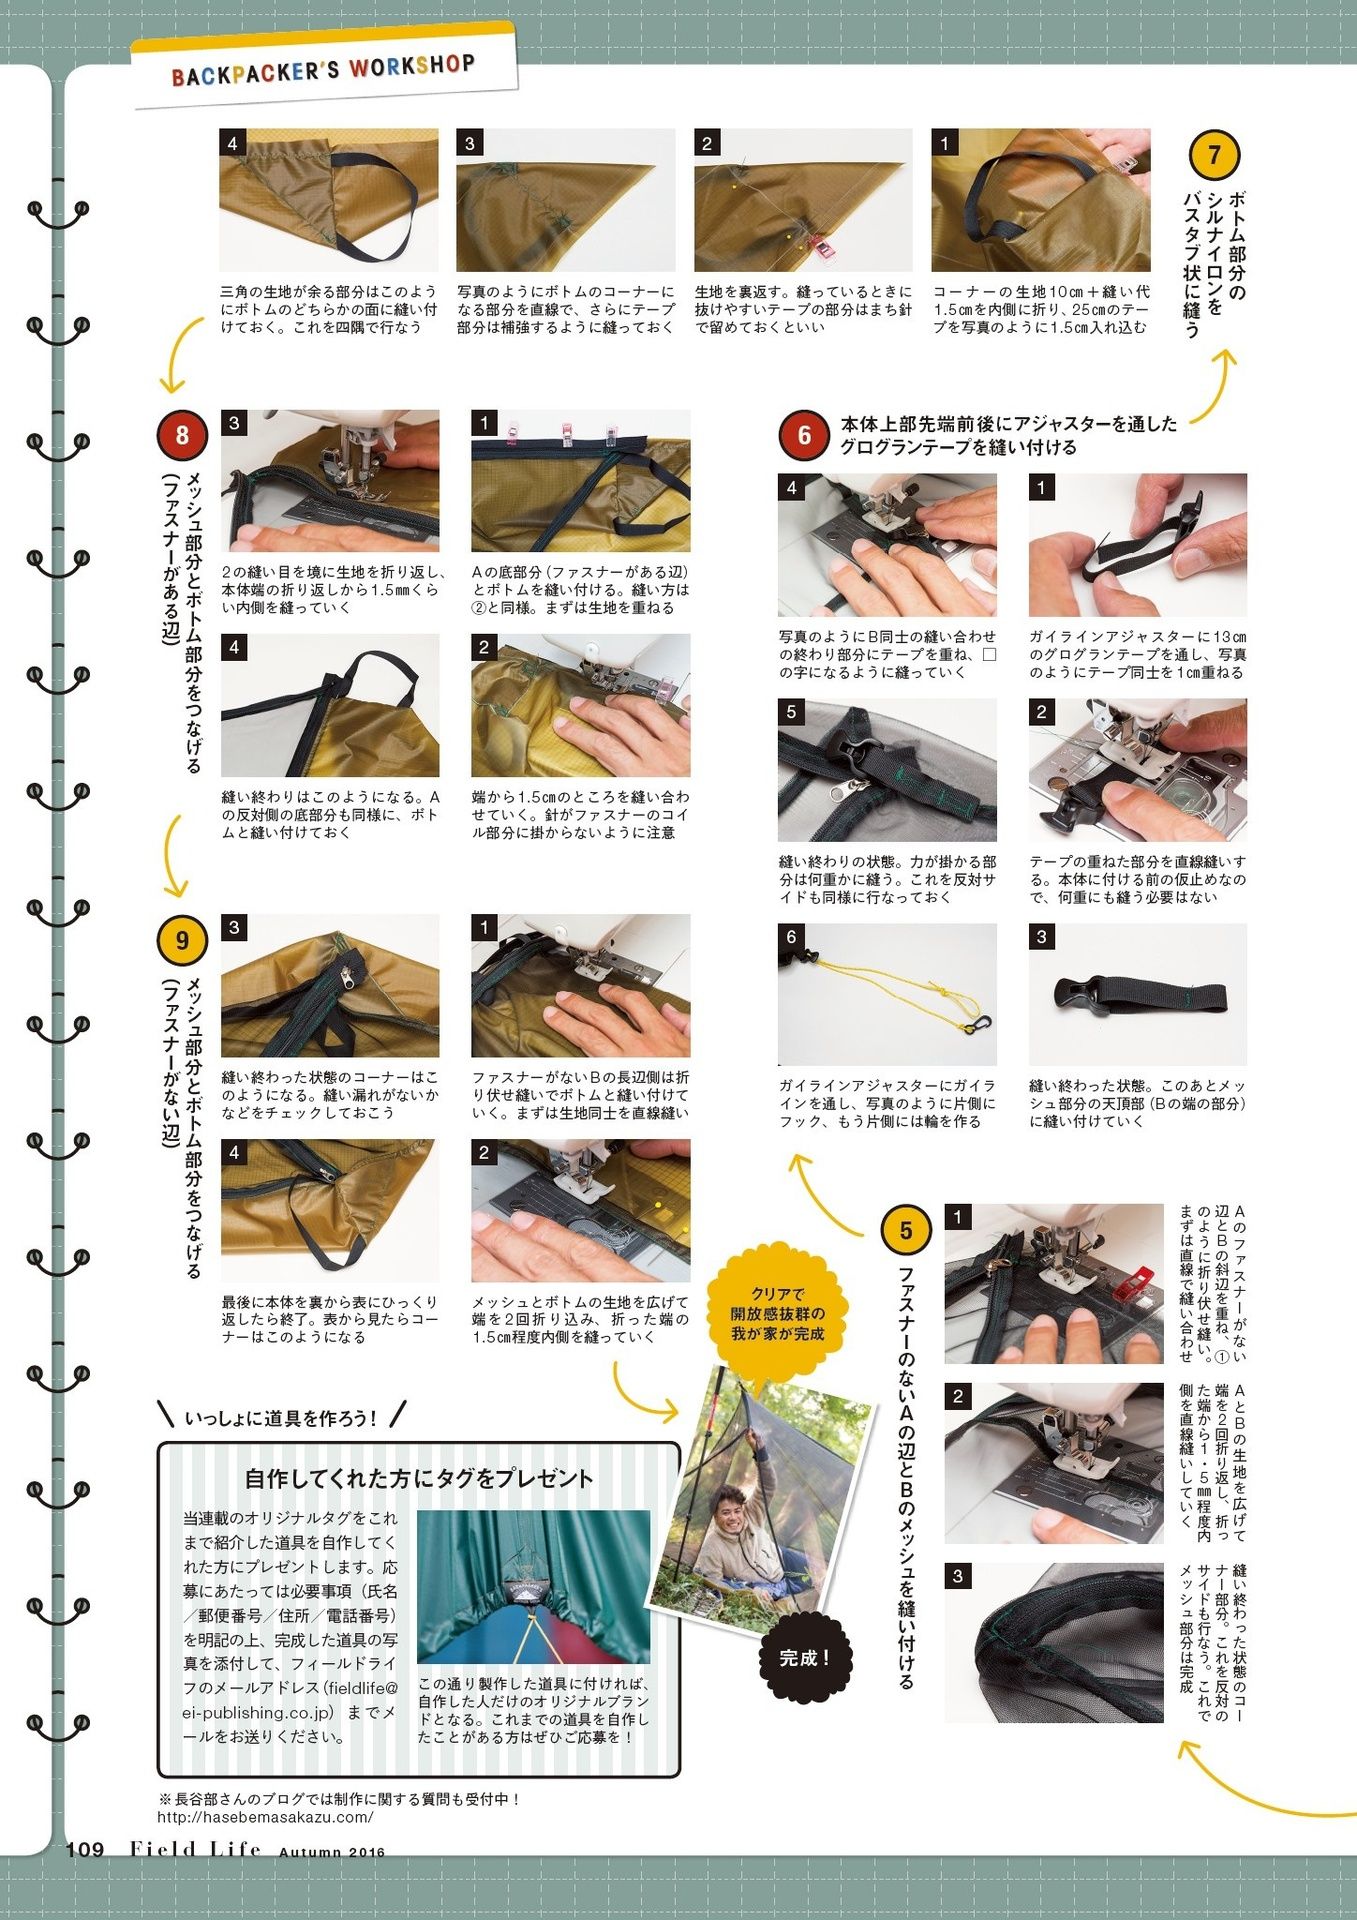 BACKPACKER'S WORKSHOP
5
ファスナーのないAの辺とBのメッシュを縫い付ける
1
Aのファスナーがない
辺とBの斜辺を重ね、①
のように折り伏せ縫い。
まずは直線で縫い合わせ
2
AとBの生地を広げて
端を2回折り返し、折っ
た端から1・5㎜程度内
側を直線縫いしていく
3
縫い終わった状態のコー
ナー部分。これを反対の
サイドも行なう。これで
メッシュ部分は完成
6
本体上部先端前後にアジャスターを通した
グログランテープを縫い付ける
1
ガイラインアジャスターに13㎝
のグログランテープを通し、写真
のようにテープ同士を1㎝重ねる
2
テープの重ねた部分を直線縫いす
る。本体に付ける前の仮止めなの
で、何重にも縫う必要はない
3
縫い終わった状態。このあとメッ
シュ部分の天頂部（Bの端の部分）
に縫い付けていく
4
写真のようにB同士の縫い合わせ
の終わり部分にテープを重ね、□
の字になるように縫っていく
5
縫い終わりの状態。力が掛かる部
分は何重かに縫う。これを反対サ
イドも同様に行なっておく
6
ガイラインアジャスターにガイラ
インを通し、写真のように片側に
フック、もう片側には輪を作る
7
ボトム部分の
シルナイロンを
バスタブ状に縫う
1
コーナーの生地10㎝＋縫い代
1.5㎝を内側に折り、25㎝のテー
プを写真のように1.5㎝入れ込む
2
生地を裏返す。縫っているときに
抜けやすいテープの部分はまち針
で留めておくといい
3
写真のようにボトムのコーナーに
なる部分を直線で、さらにテープ
部分は補強するように縫っておく
4
三角の生地が余る部分はこのよう
にボトムのどちらかの面に縫い付
けておく。これを四隅で行なう
8
メッシュ部分とボトム部分をつなげる
（ファスナーがある辺）
1
Aの底部分（ファスナーがある辺）
とボトムを縫い付ける。縫い方は
②と同様。まずは生地を重ねる
2
端から1.5㎝のところを縫い合わ
せていく。針がファスナーのコイ
ル部分に掛からないように注意
3
2の縫い目を境に生地を折り返し、
本体端の折り返しから1.5㎜くら
い内側を縫っていく
4
縫い終わりはこのようになる。A
の反対側の底部分も同様に、ボト
ムと縫い付けておく
9
メッシュ部分とボトム部分をつなげる
（ファスナーがない辺）
1
ファスナーがないBの長辺側は折
り伏せ縫いでボトムと縫い付けて
いく。まずは生地同士を直線縫い
2
メッシュとボトムの生地を広げて
端を2回折り込み、折った端の
1.5㎝程度内側を縫っていく
3
縫い終わった状態のコーナーはこ
のようになる。縫い漏れがないか
などをチェックしておこう
4
最後に本体を裏から表にひっくり
返したら終了。表から見たらコー
ナーはこのようになる
クリアで
開放感抜群の
我が家が完成
完成！
いっしょに道具を作ろう！
自作してくれた方にタグをプレゼント
当連載のオリジナルタグをこれ
まで紹介した道具を自作してく
れた方にプレゼントします。応
募にあたっては必要事項（氏名
／郵便番号／住所／電話番号）
を明記の上、完成した道具の写
真を添付して、フィールドライ
フのメールアドレス（fieldlife@
ei-publishing.co.jp）までメ
ールをお送りください。
この通り製作した道具に付ければ、
自作した人だけのオリジナルブラン
ドとなる。これまでの道具を自作し
たことがある方はぜひご応募を！
※長谷部さんのブログでは制作に関する質問も受付中！
http://hasebemasakazu.com/
109 Field Life Autumn 2016